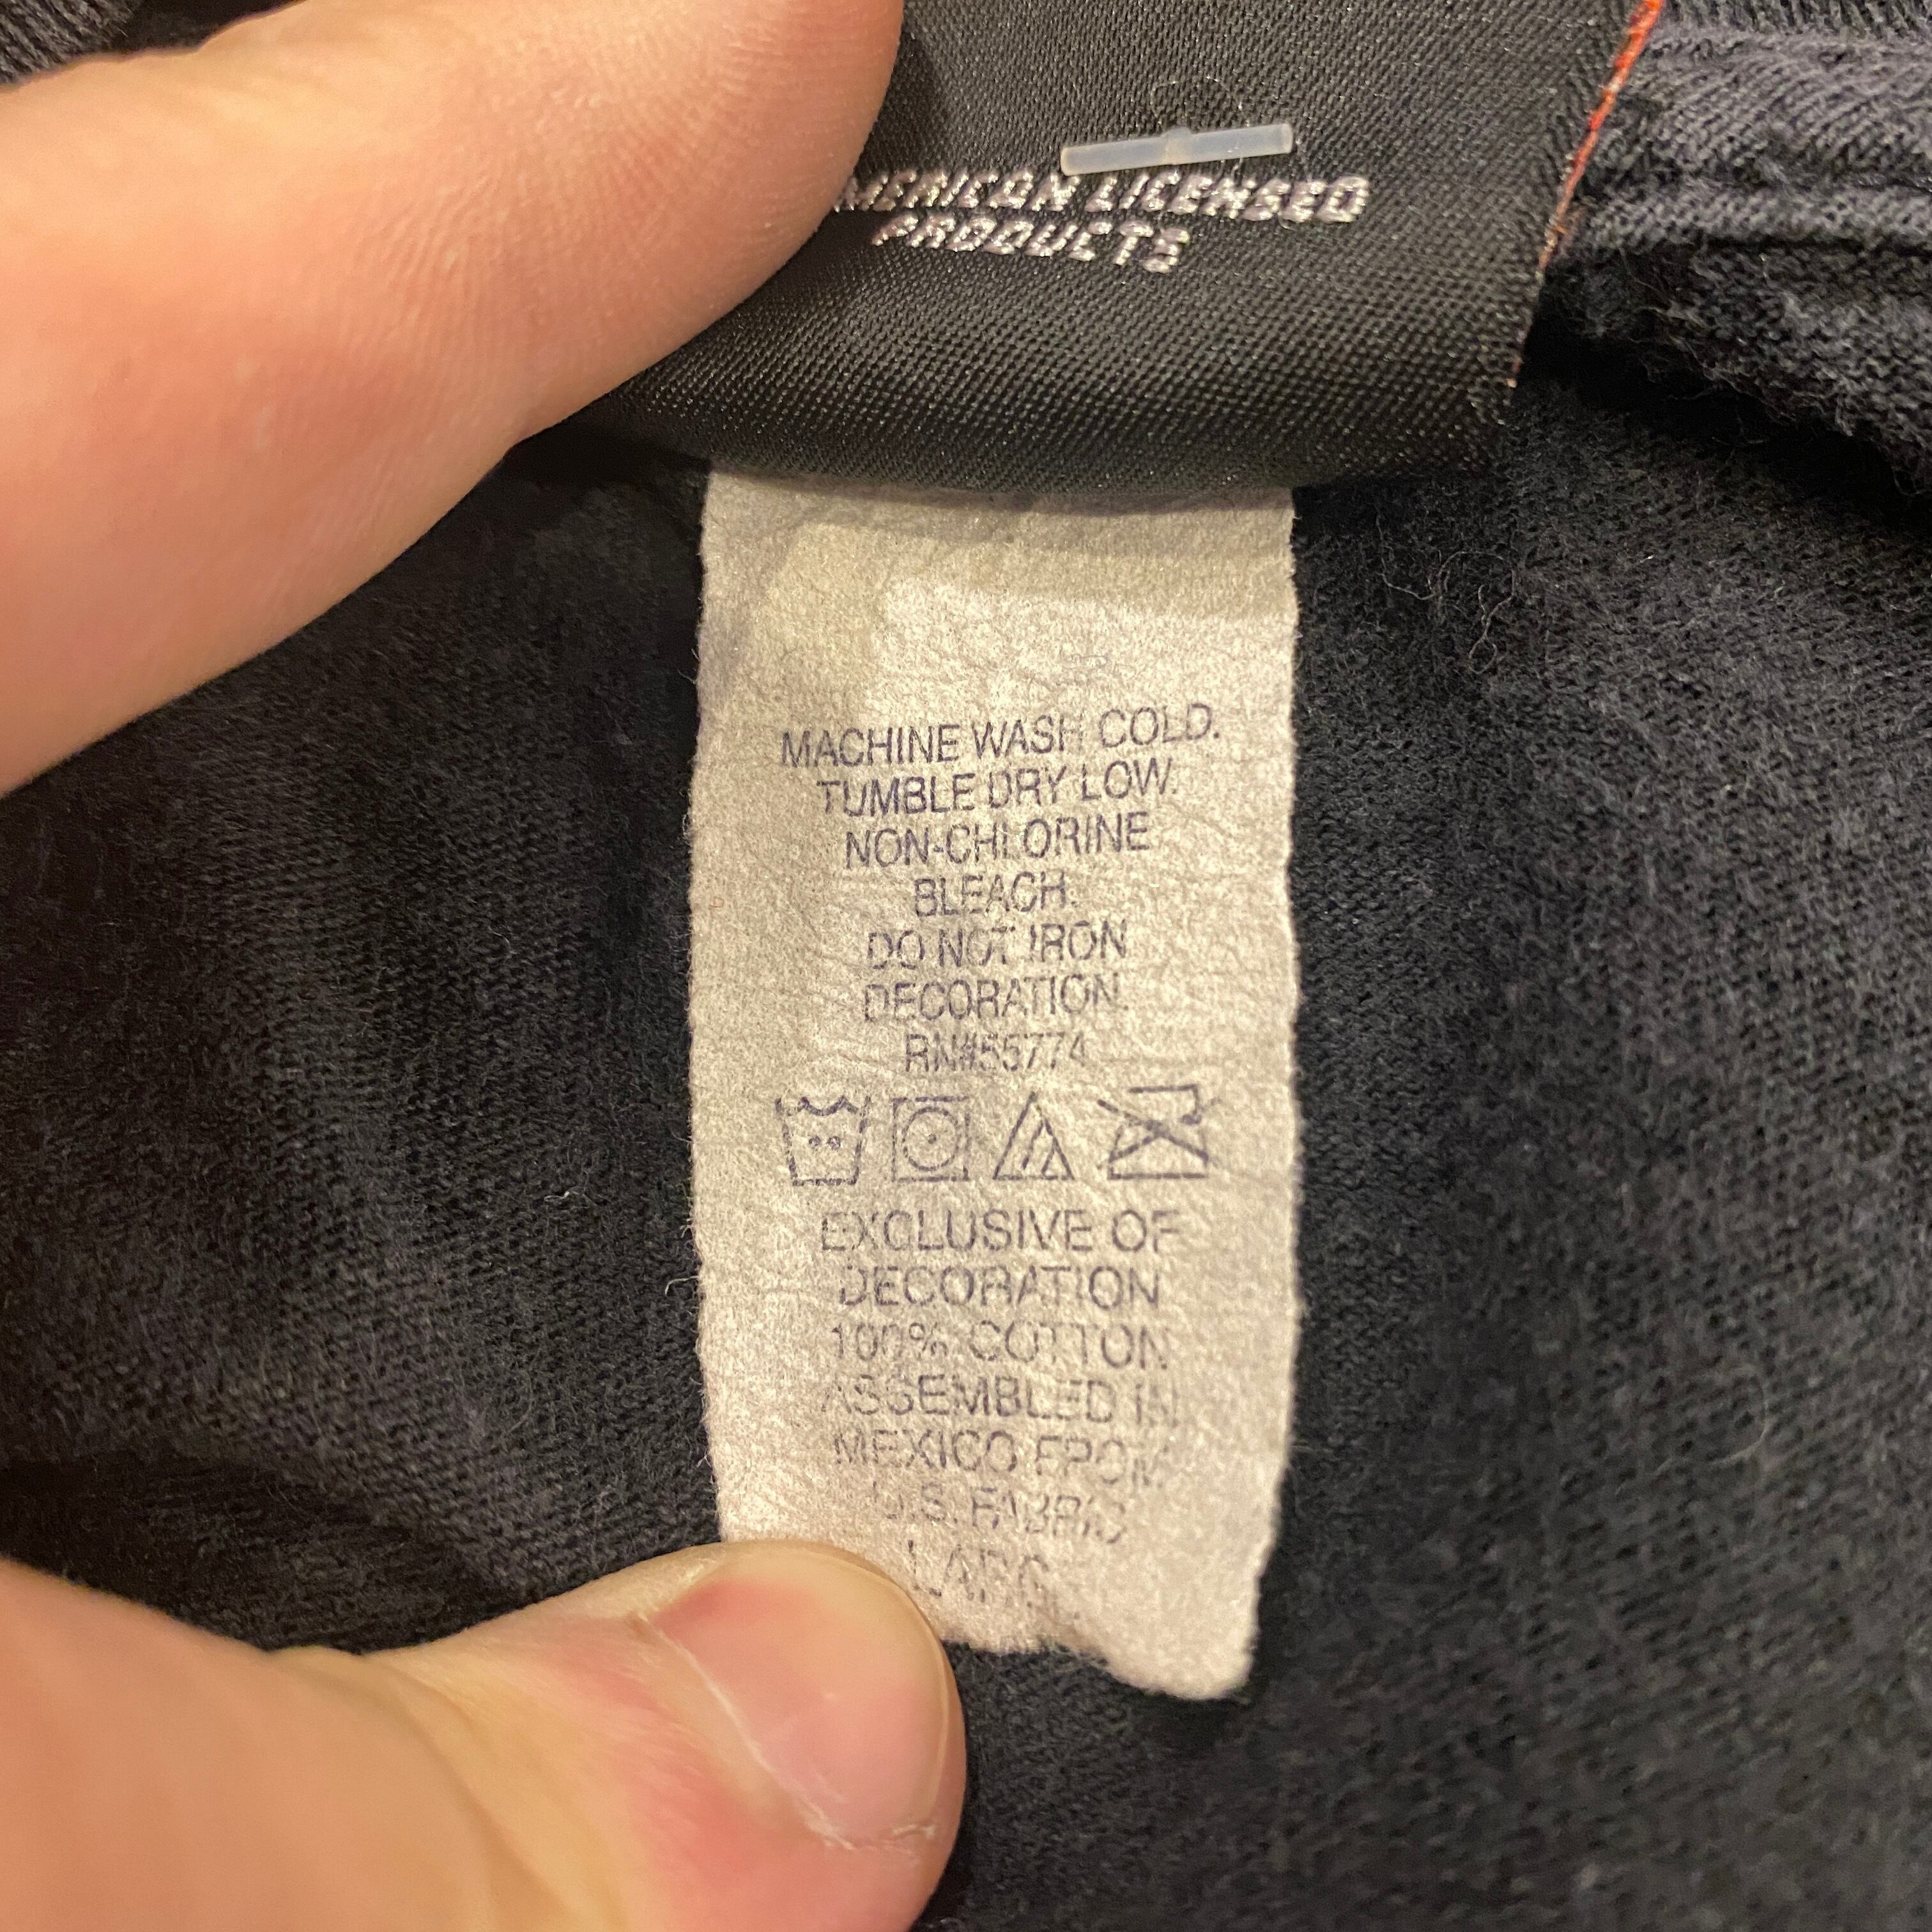 AMERICAN LICENSED
PRODUCTS
MACHINE WASH COLD.
TUMBLE DRY LOW.
NON-CHLORINE
BLEACH.
DO NOT IRON
DECORATION.
RN#55774
EXCLUSIVE OF
DECORATION
100% COTTON
ASSEMBLED IN
MEXICO FROM
U.S. FABRIC